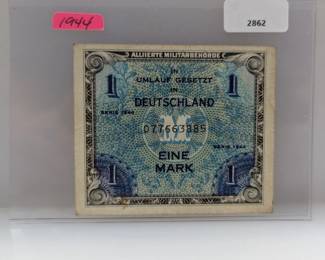 1944
2862
ALLIIERTE MILITÄRBEHÖRDE
1 IN 1
UMLAUF GESETZT
IN
DEUTSCHLAND
SERIE 1944
077663885
M
SERIE 1944
EINE
MARK
1 1